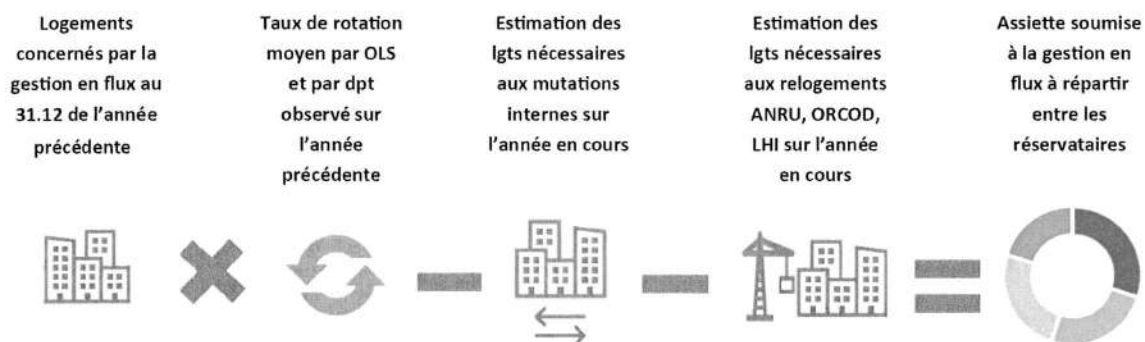 Logements
concernés par la
gestion en flux au
31.12 de l'année
précédente
Taux de rotation
moyen par OLS
et par dpt
observé sur
l'année
précédente
Estimation des
lgts nécessaires
aux mutations
internes sur
l'année en cours
Estimation des
lgts nécessaires
aux relogements
ANRU, ORCOD,
LHI sur l'année
en cours
Assiette soumise
à la gestion en
flux à répartir
entre les
réservataires